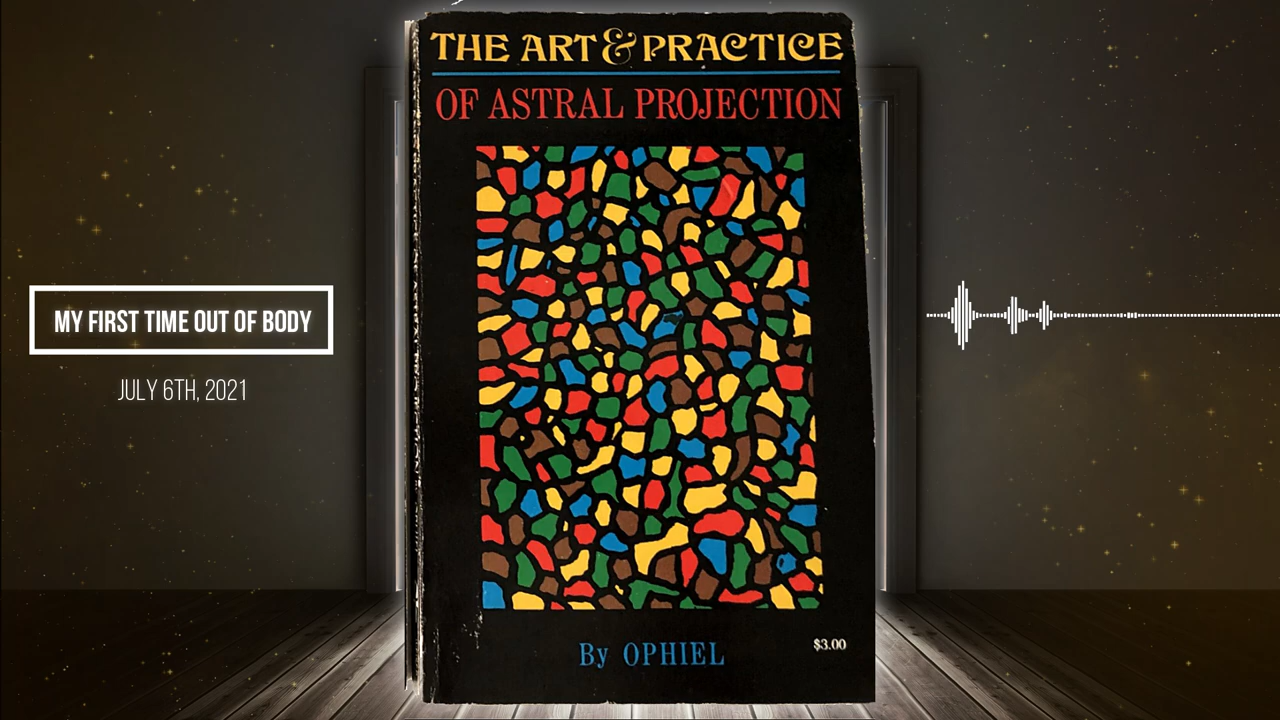 THE ART & PRACTICE
OF ASTRAL PROJECTION
MY FIRST TIME OUT OF BODY
JULY 6TH, 2021
By OPHIEL
$3.00